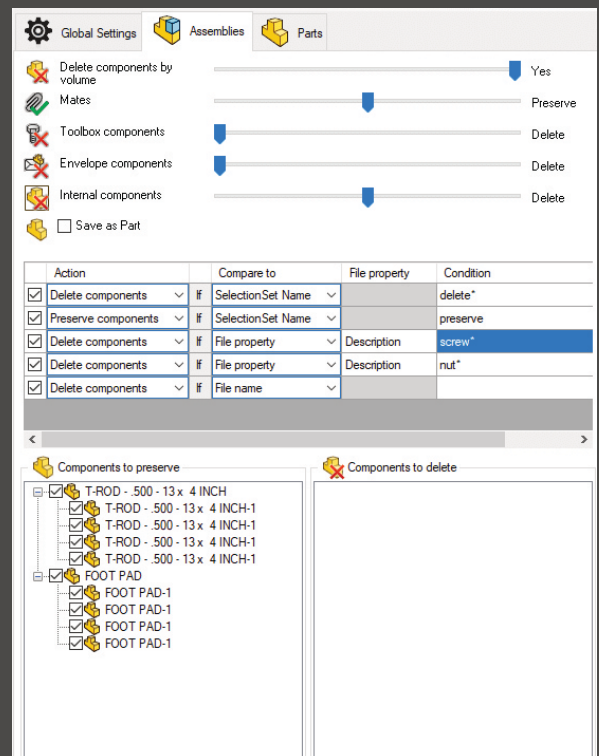 Global Settings Assemblies Parts
Delete components by
volume Yes
Mates Preserve
Toolbox components Delete
Envelope components Delete
Internal components Delete
Save as Part
Action Compare to File property Condition
Delete components If SelectionSet Name delete*
Preserve components If SelectionSet Name preserve
Delete components If File property Description screw*
Delete components If File property Description nut*
Delete components If File name
Components to preserve Components to delete
T-ROD - .500 - 13 x 4 INCH
T-ROD - .500 - 13 x 4 INCH-1
T-ROD - .500 - 13 x 4 INCH-1
T-ROD - .500 - 13 x 4 INCH-1
T-ROD - .500 - 13 x 4 INCH-1
FOOT PAD
FOOT PAD-1
FOOT PAD-1
FOOT PAD-1
FOOT PAD-1